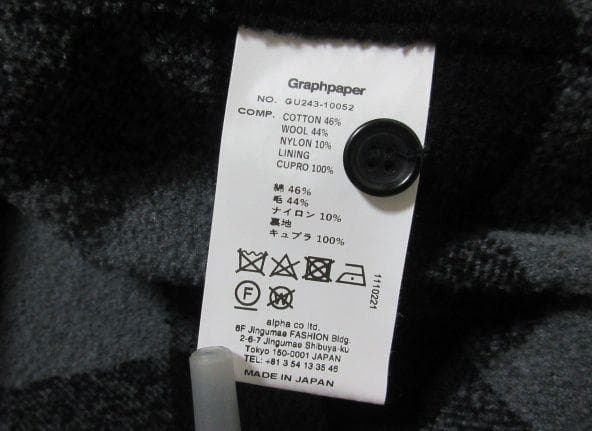 Graphpaper
NO. GU243-10052
COMP. COTTON 46%
WOOL 44%
NYLON 10%
LINING
CUPRO 100%
綿 46%
毛 44%
ナイロン 10%
裏地
キュプラ 100%
F W
1110221
alpha co ltd.
6F Jingumae FASHION Bldg.
2-6-7 Jingumae Shibuya-ku
Tokyo 150-0001 JAPAN
TEL: +81 3 54 13 35 46
MADE IN JAPAN